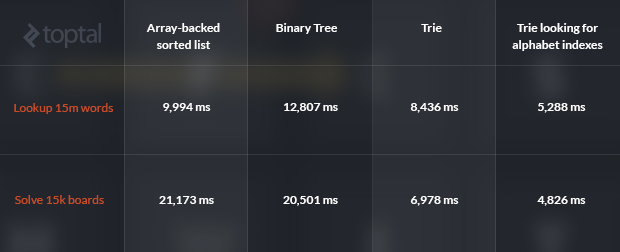 toptal
Array-backed
sorted list
Binary Tree
Trie
Trie looking for
alphabet indexes
Lookup 15m words
9,994 ms
12,807 ms
8,436 ms
5,288 ms
Solve 15k boards
21,173 ms
20,501 ms
6,978 ms
4,826 ms